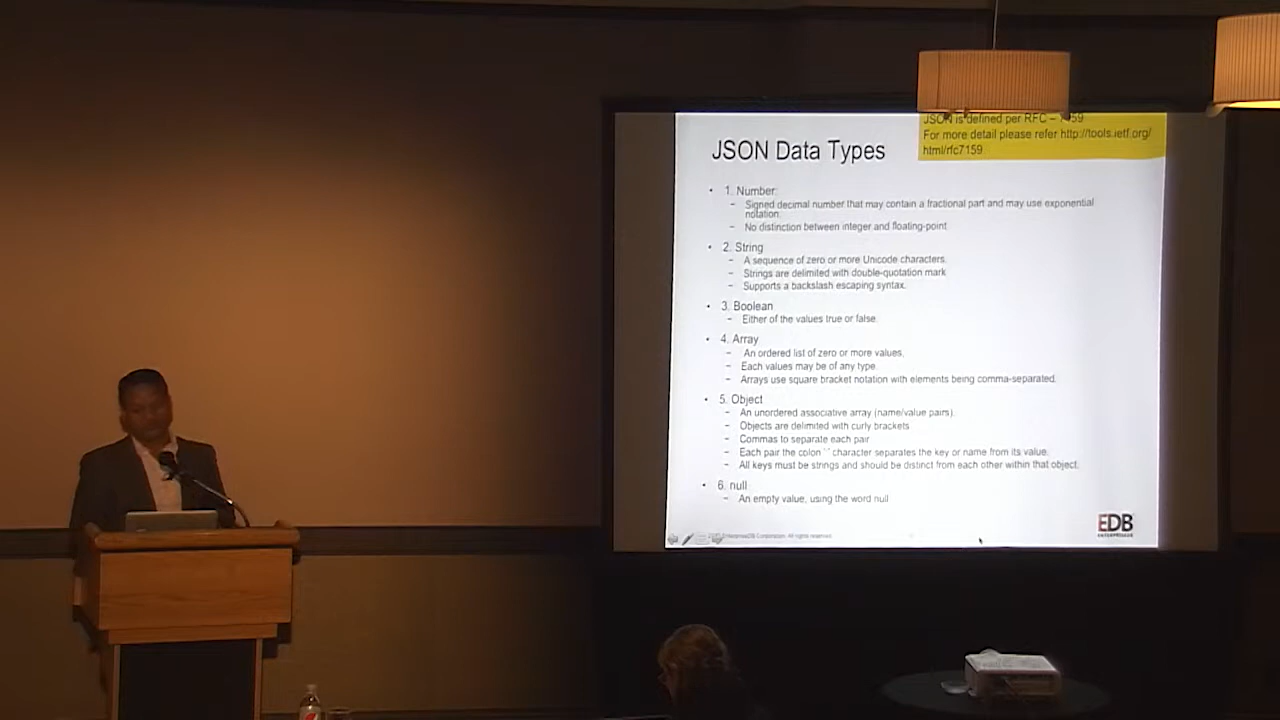 JSON is defined per RFC – 7159
For more detail please refer http://tools.ietf.org/
html/rfc7159
JSON Data Types
• 1. Number:
– Signed decimal number that may contain a fractional part and may use exponential
notation.
– No distinction between integer and floating-point
• 2. String
– A sequence of zero or more Unicode characters.
– Strings are delimited with double-quotation mark
– Supports a backslash escaping syntax.
• 3. Boolean
– Either of the values true or false.
• 4. Array
– An ordered list of zero or more values,
– Each values may be of any type.
– Arrays use square bracket notation with elements being comma-separated.
• 5. Object
– An unordered associative array (name/value pairs).
– Objects are delimited with curly brackets
– Commas to separate each pair
– Each pair the colon ':' character separates the key or name from its value.
– All keys must be strings and should be distinct from each other within that object.
• 6. null
– An empty value, using the word null
EnterpriseDB Corporation. All rights reserved.
EDB
ENTERPRISEDB